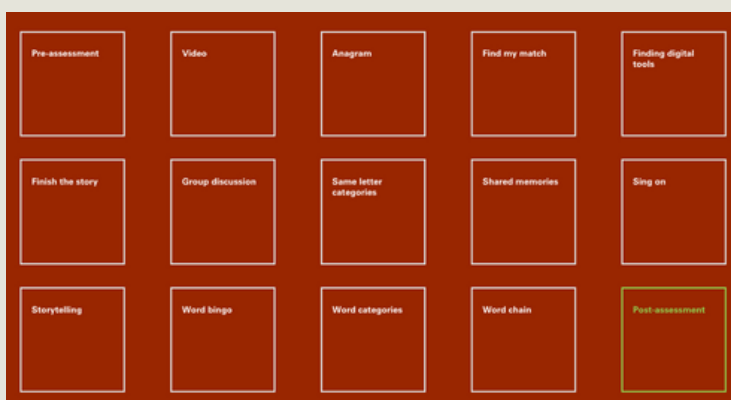 Pre-assessment
Video
Anagram
Find my match
Finding digital
tools
Finish the story
Group discussion
Same letter
categories
Shared memories
Sing on
Storytelling
Word bingo
Word categories
Word chain
Post-assessment